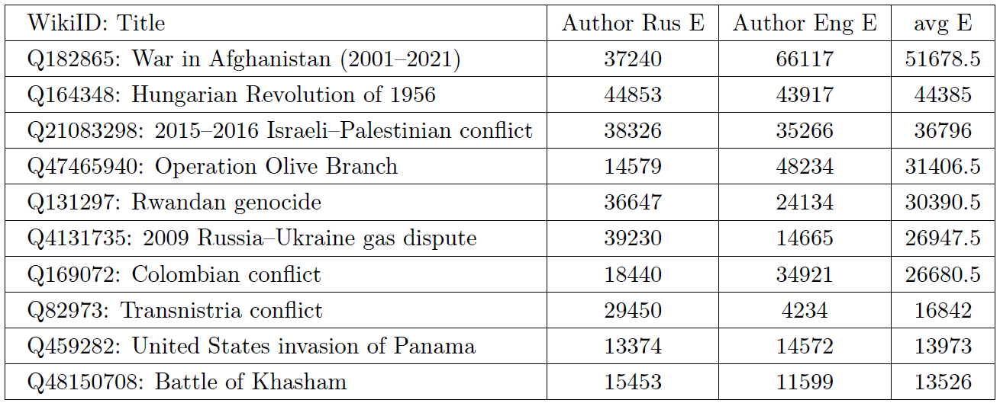 WikiID: Title Author Rus E Author Eng E avg E
Q182865: War in Afghanistan (2001–2021) 37240 66117 51678.5
Q164348: Hungarian Revolution of 1956 44853 43917 44385
Q21083298: 2015–2016 Israeli–Palestinian conflict 38326 35266 36796
Q47465940: Operation Olive Branch 14579 48234 31406.5
Q131297: Rwandan genocide 36647 24134 30390.5
Q4131735: 2009 Russia–Ukraine gas dispute 39230 14665 26947.5
Q169072: Colombian conflict 18440 34921 26680.5
Q82973: Transnistria conflict 29450 4234 16842
Q459282: United States invasion of Panama 13374 14572 13973
Q48150708: Battle of Khasham 15453 11599 13526